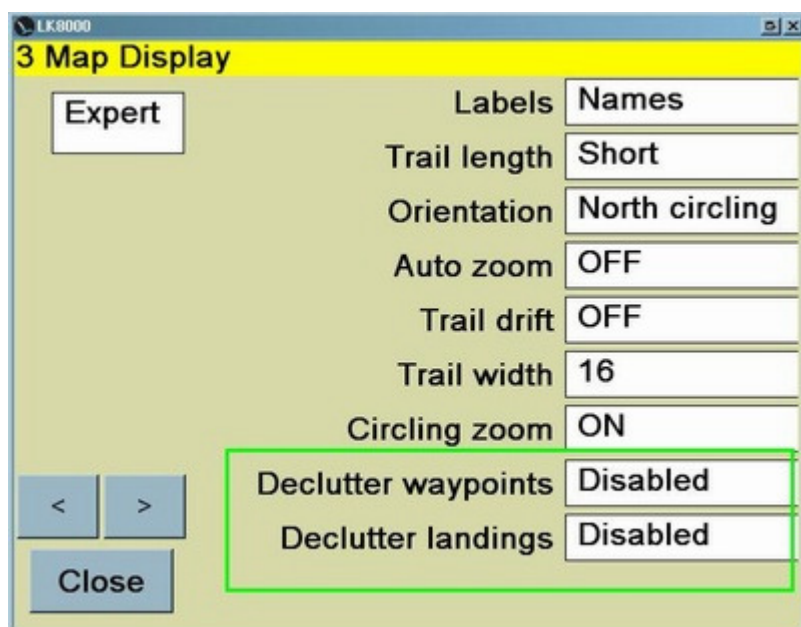 LK8000
3 Map Display
Expert
Labels Names
Trail length Short
Orientation North circling
Auto zoom OFF
Trail drift OFF
Trail width 16
Circling zoom ON
Declutter waypoints Disabled
Declutter landings Disabled
< >
Close